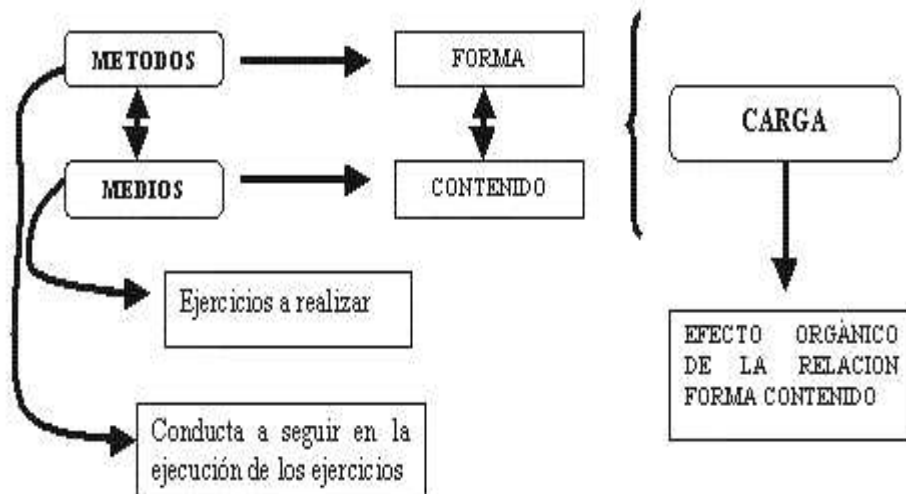 METODOS
FORMA
CARGA
MEDIOS
CONTENIDO
Ejercicios a realizar
EFECTO ORGÀNICO
DE LA RELACION
FORMA CONTENIDO
Conducta a seguir en la
ejecución de los ejercicios